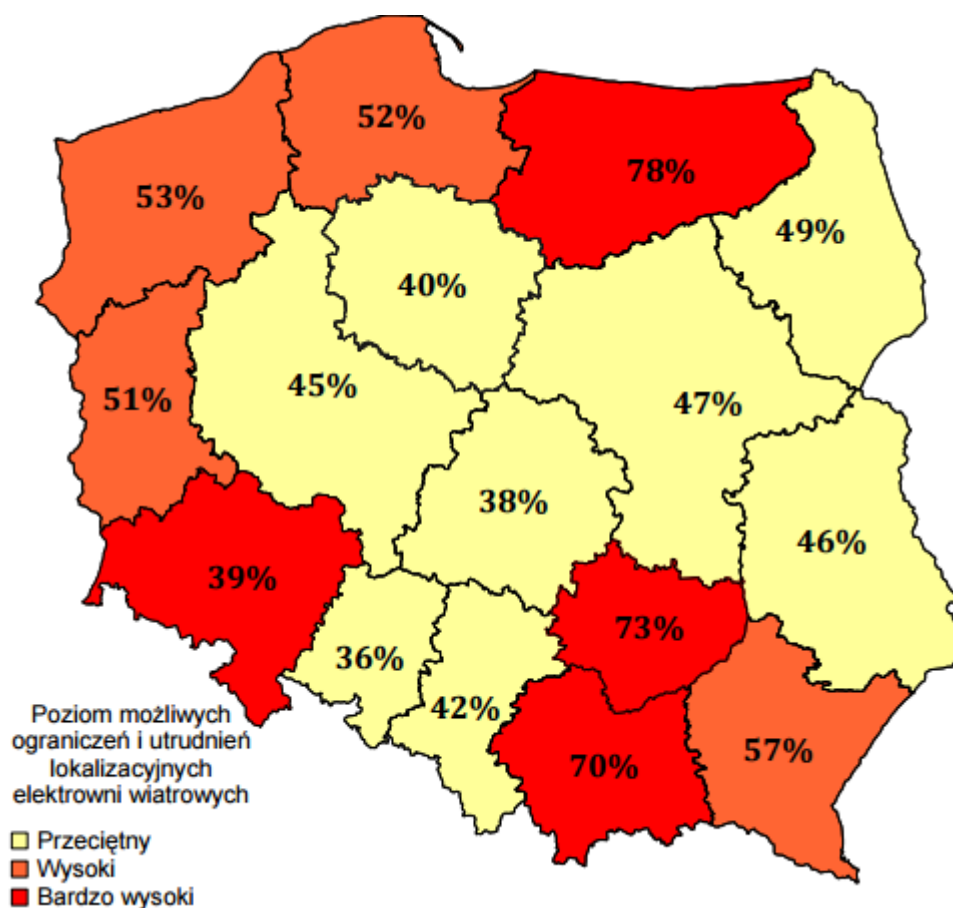 52%
53%
78%
49%
40%
45%
51%
47%
38%
46%
39%
73%
36%
42%
57%
70%
Poziom możliwych
ograniczeń i utrudnień
lokalizacyjnych
elektrowni wiatrowych
Przeciętny
Wysoki
Bardzo wysoki